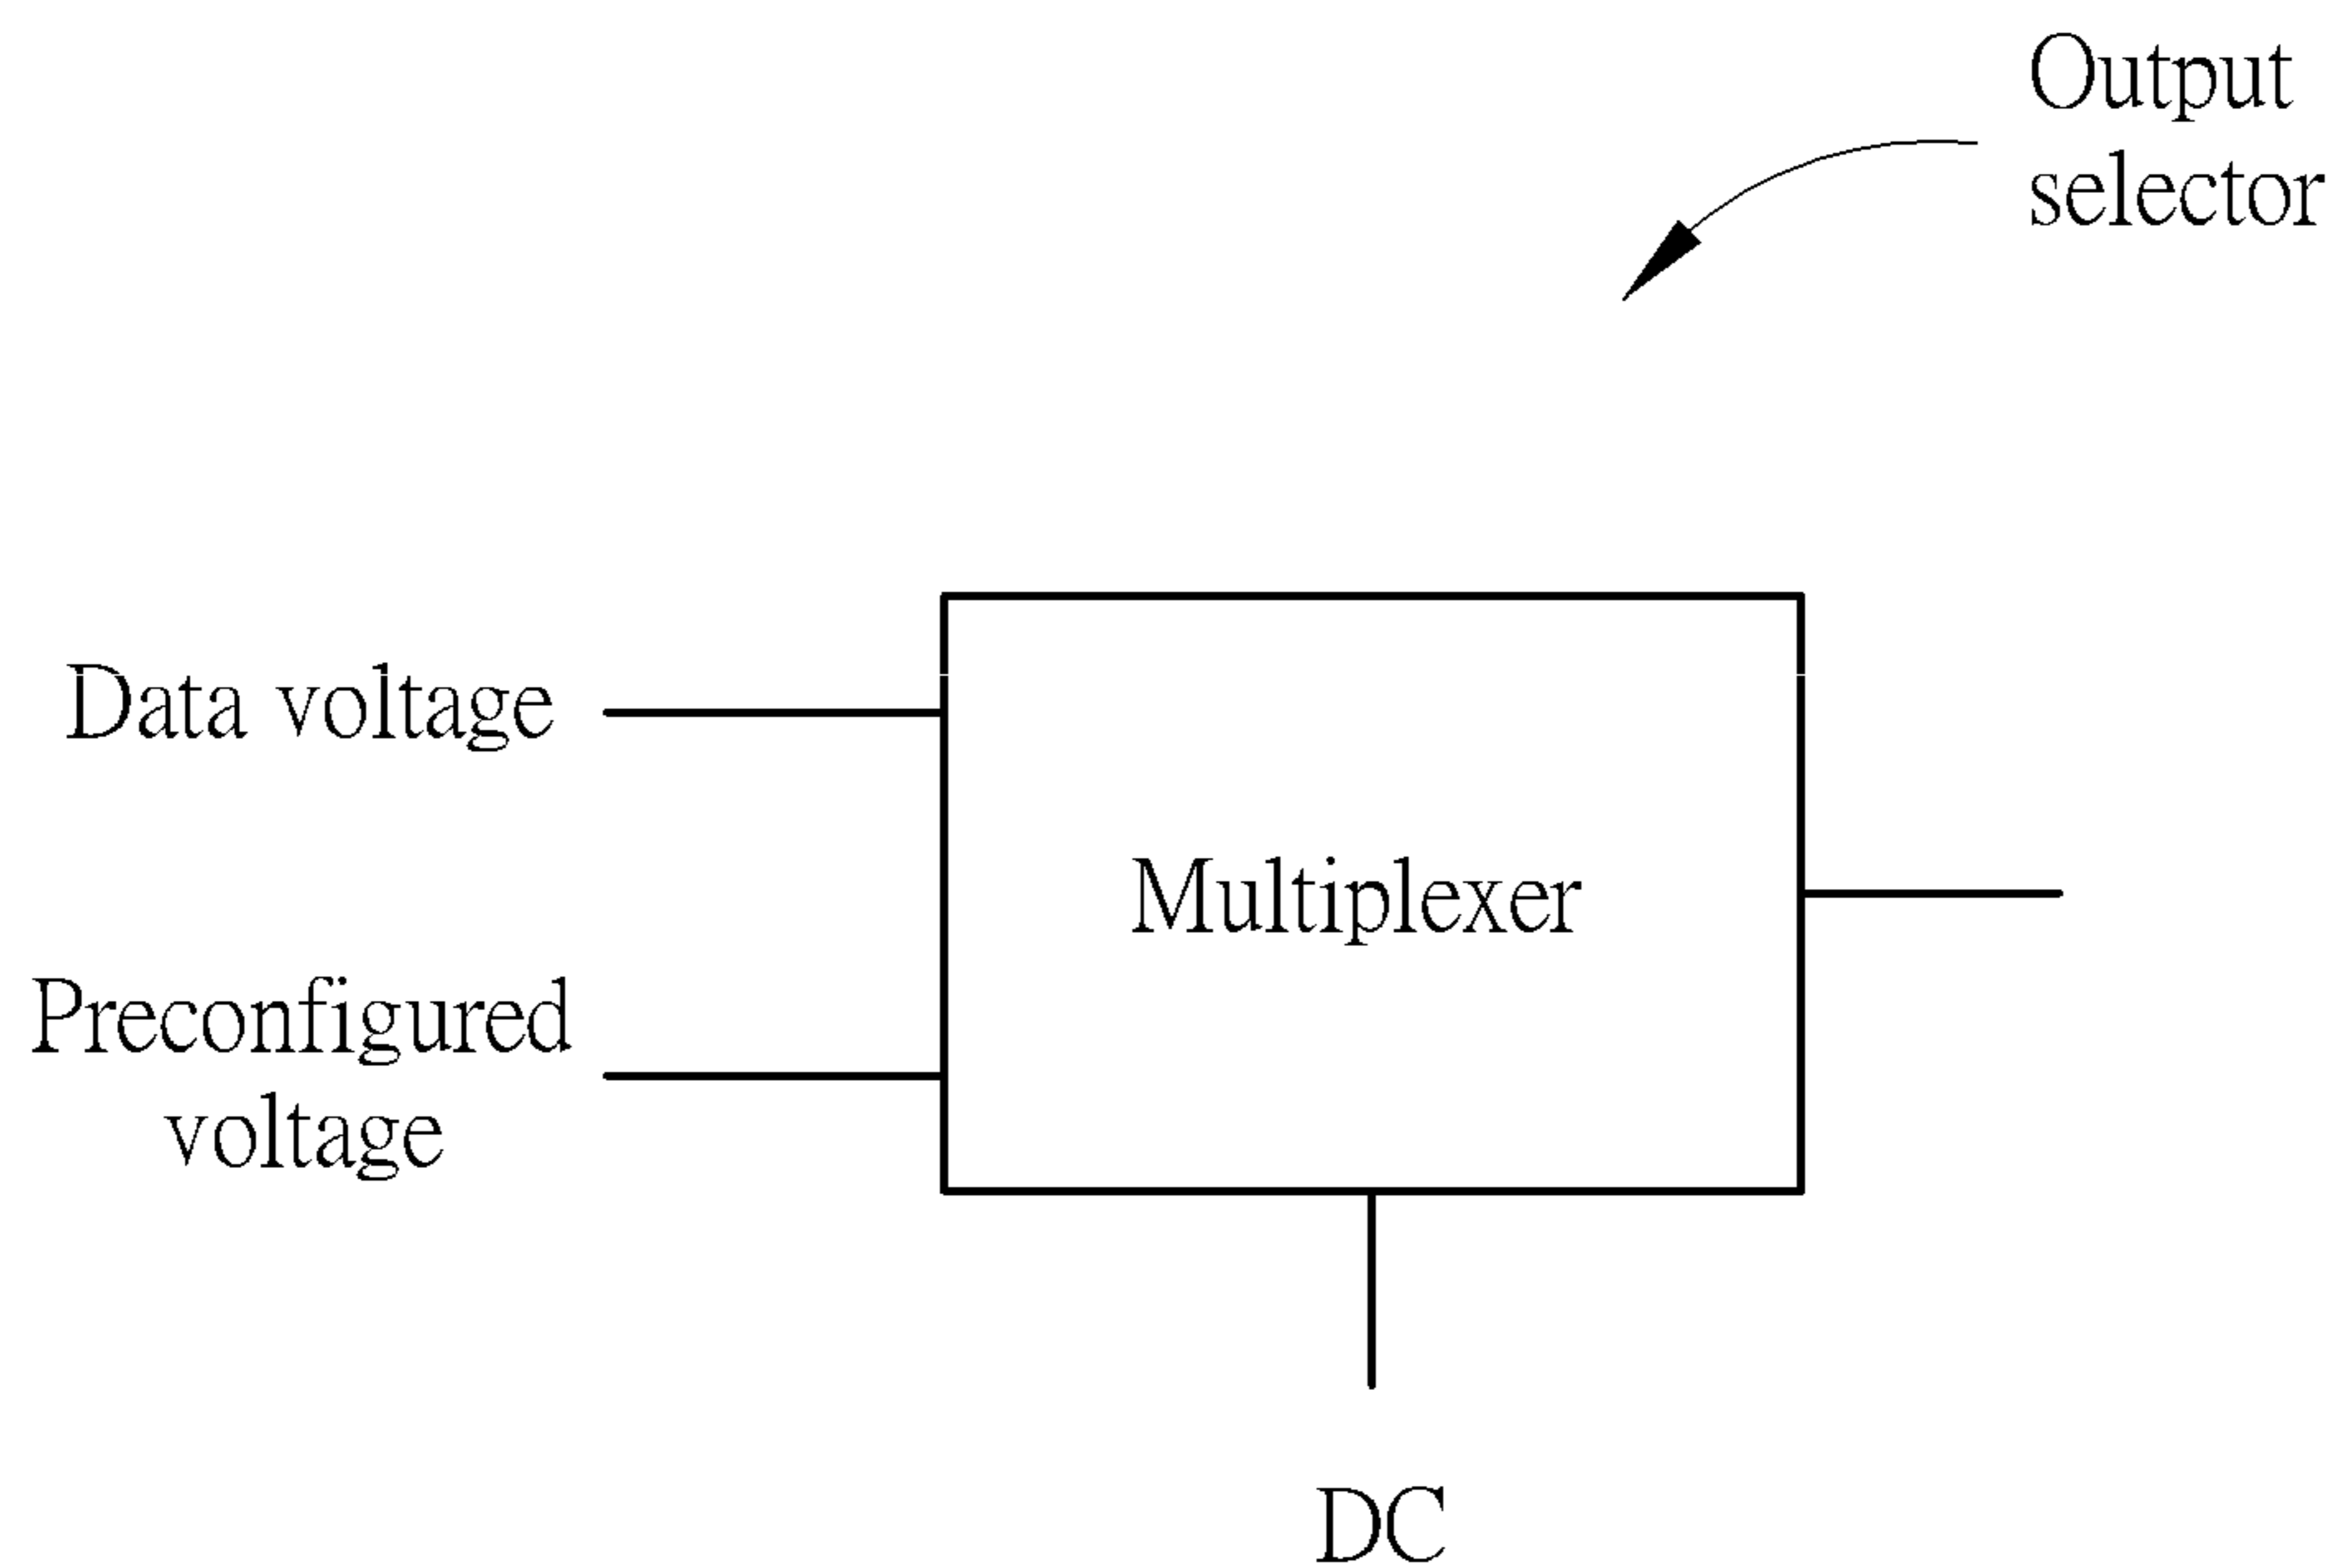 Output
selector
Data voltage
Multiplexer
Preconfigured
voltage
DC